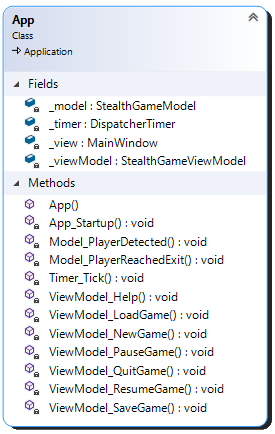 App
Class
Application
Fields
_model : StealthGameModel
_timer : DispatcherTimer
_view : MainWindow
_viewModel : StealthGameViewModel
Methods
App()
App_Startup() : void
Model_PlayerDetected() : void
Model_PlayerReachedExit() : void
Timer_Tick() : void
ViewModel_Help() : void
ViewModel_LoadGame() : void
ViewModel_NewGame() : void
ViewModel_PauseGame() : void
ViewModel_QuitGame() : void
ViewModel_ResumeGame() : void
ViewModel_SaveGame() : void